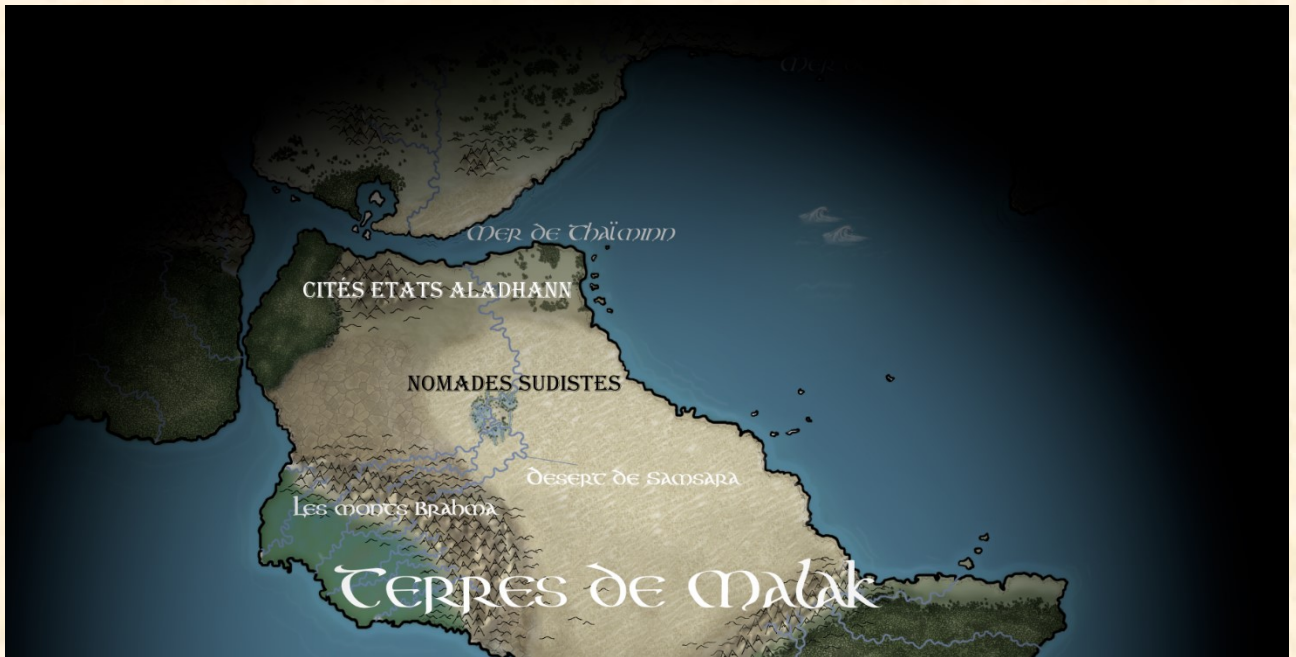 Mer de Thaïminn
CITÉS ETATS ALADHANN
NOMADES SUDISTES
Desert de Samsara
Les monts Brahma
Terres de Malak